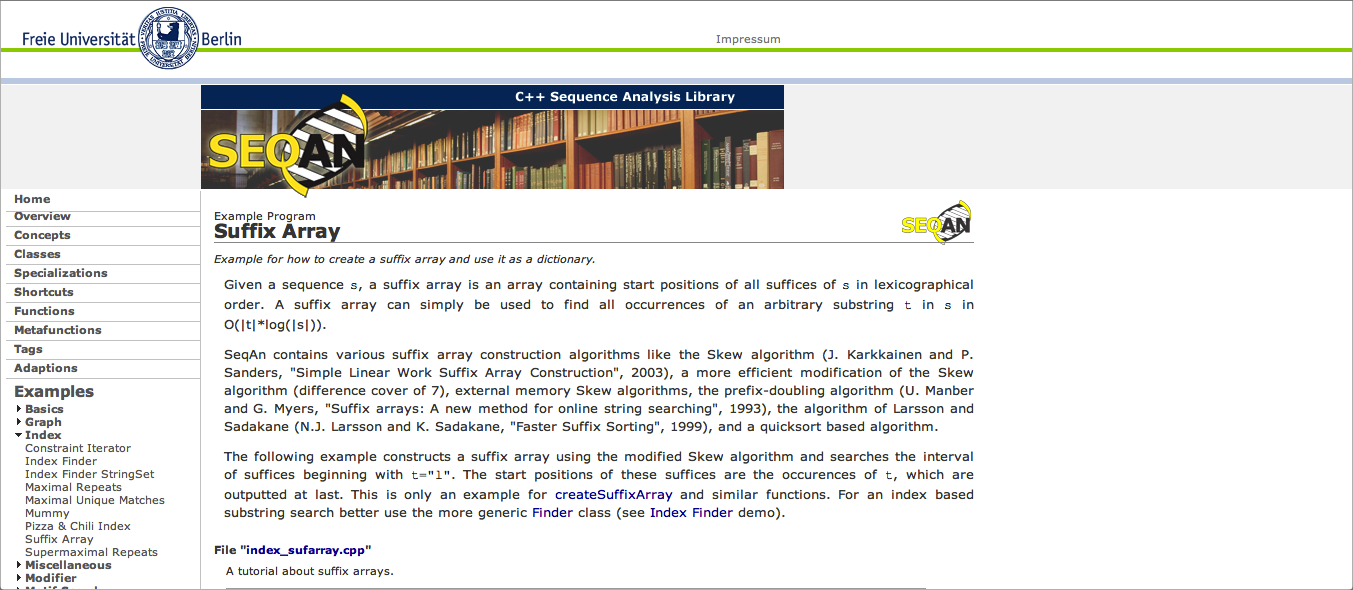 Freie Universität Berlin
Impressum
C++ Sequence Analysis Library
SEQAN
Home
Overview
Concepts
Classes
Specializations
Shortcuts
Functions
Metafunctions
Tags
Adaptions
Examples
Basics
Graph
Index
Constraint Iterator
Index Finder
Index Finder StringSet
Maximal Repeats
Maximal Unique Matches
Mummy
Pizza & Chili Index
Suffix Array
Supermaximal Repeats
Miscellaneous
Modifier
Example Program
Suffix Array
SEQAN
Example for how to create a suffix array and use it as a dictionary.
Given a sequence s, a suffix array is an array containing start positions of all suffices of s in lexicographical
order. A suffix array can simply be used to find all occurrences of an arbitrary substring t in s in
O(|t|*log(|s|)).
SeqAn contains various suffix array construction algorithms like the Skew algorithm (J. Karkkainen and P.
Sanders, "Simple Linear Work Suffix Array Construction", 2003), a more efficient modification of the Skew
algorithm (difference cover of 7), external memory Skew algorithms, the prefix-doubling algorithm (U. Manber
and G. Myers, "Suffix arrays: A new method for online string searching", 1993), the algorithm of Larsson and
Sadakane (N.J. Larsson and K. Sadakane, "Faster Suffix Sorting", 1999), and a quicksort based algorithm.
The following example constructs a suffix array using the modified Skew algorithm and searches the interval
of suffices beginning with t="l". The start positions of these suffices are the occurences of t, which are
outputted at last. This is only an example for createSuffixArray and similar functions. For an index based
substring search better use the more generic Finder class (see Index Finder demo).
File "index_sufarray.cpp"
A tutorial about suffix arrays.